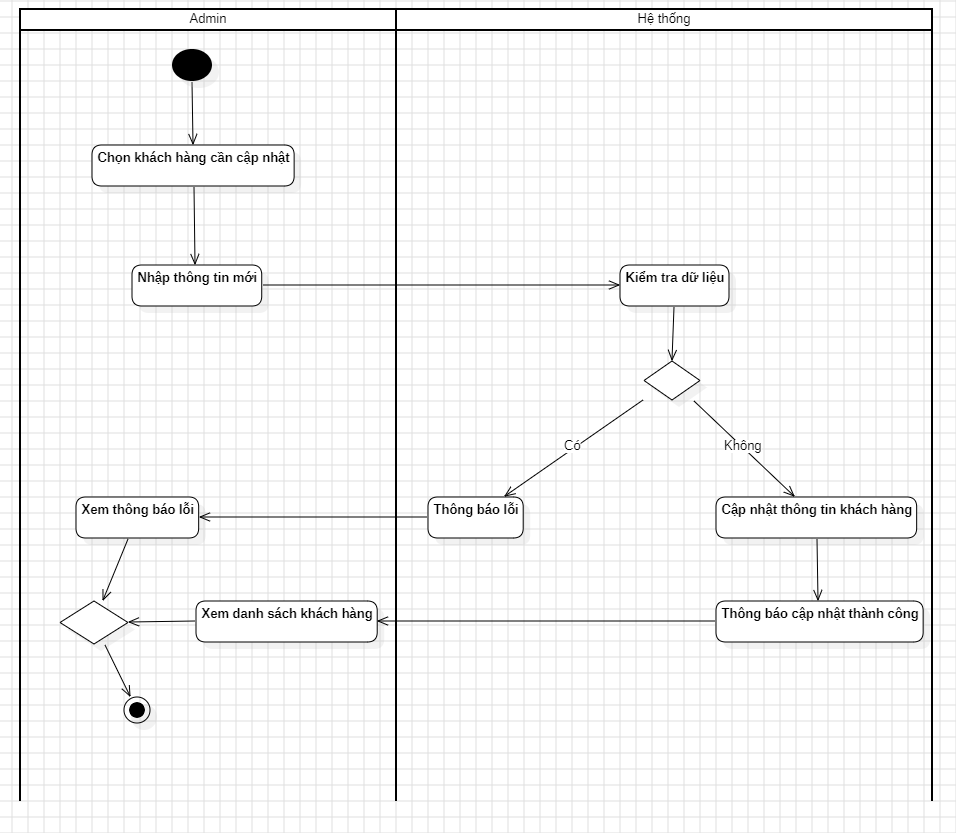 Admin
Hệ thống
Chọn khách hàng cần cập nhật
Nhập thông tin mới
Kiểm tra dữ liệu
Có
Không
Xem thông báo lỗi
Thông báo lỗi
Cập nhật thông tin khách hàng
Xem danh sách khách hàng
Thông báo cập nhật thành công